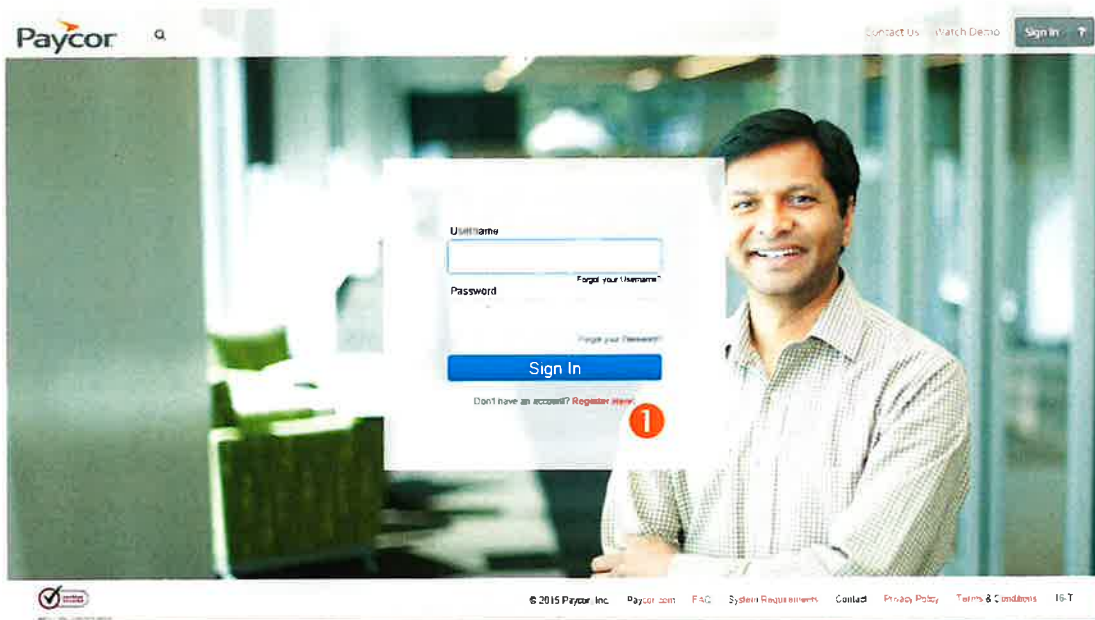 Paycor
Contact Us Watch Demo Sign In ?
Username
Forgot your Username?
Password
Forgot your Password?
Sign In
Don't have an account? Register Here!
1
© 2015 Paycor, Inc. Paycor.com FAQ System Requirements Contact Privacy Policy Terms & Conditions